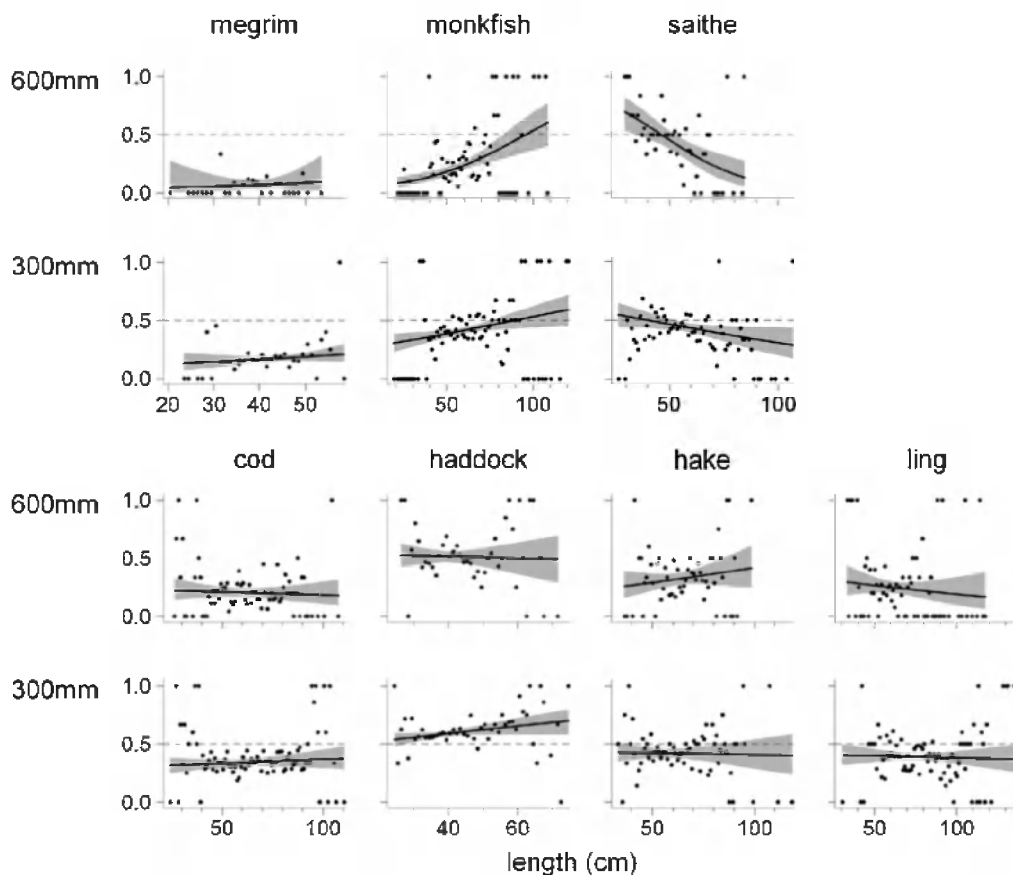 megrim monkfish saithe
600mm 1.0
0.5
0.0
300mm 1.0
0.5
0.0
20 30 40 50 50 100 50 100
cod haddock hake ling
600mm 1.0
0.5
0.0
300mm 1.0
0.5
0.0
50 100 40 60 50 100 50 100
length (cm)